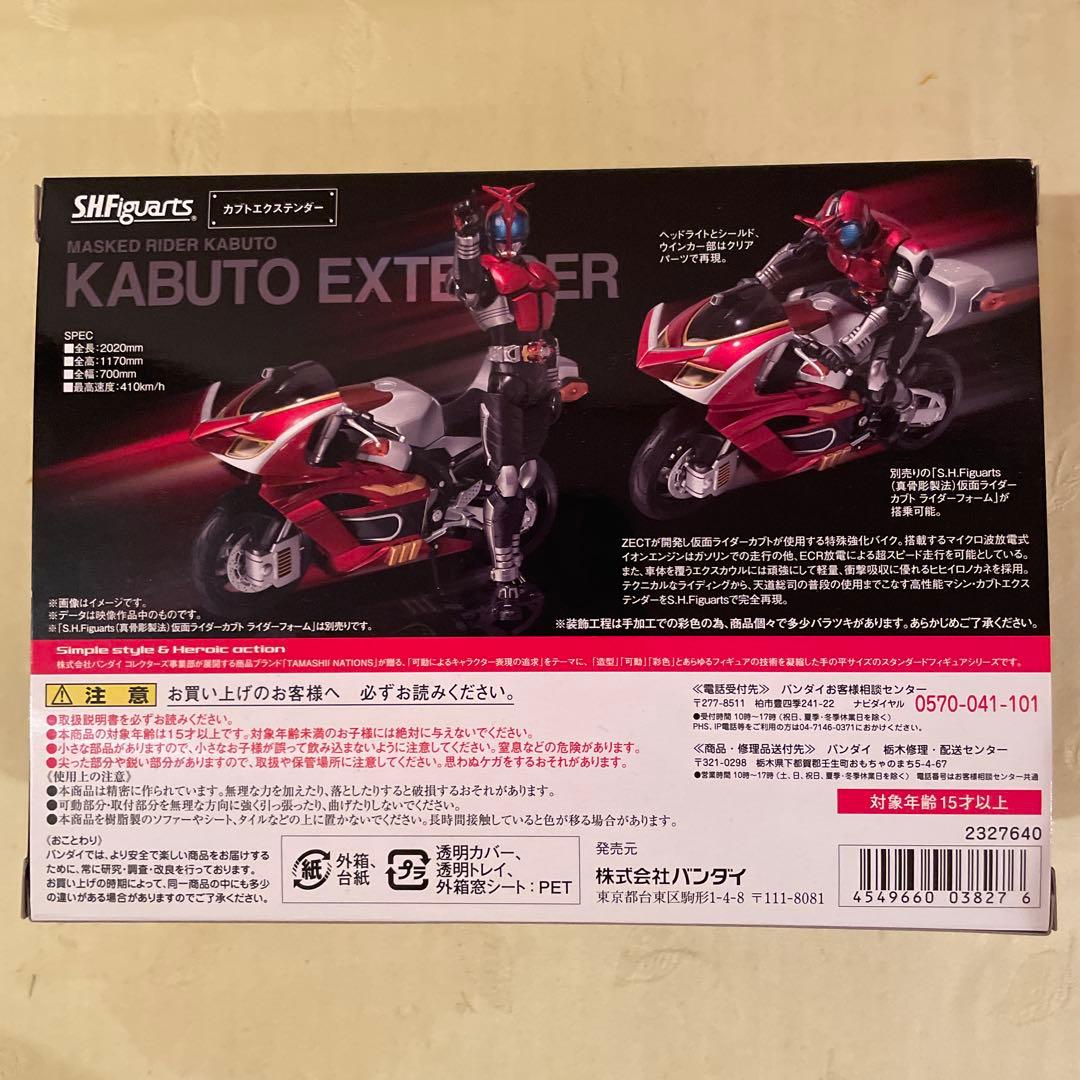 S.H.Figuarts®
カブトエクステンダー
MASKED RIDER KABUTO
KABUTO EXTENDER
SPEC
■全長:2020mm
■全高:1170mm
■全幅:700mm
■最高速度:410km/h
ヘッドライトとシールド、
ウインカー部はクリア
パーツで再現。
別売りの「S.H.Figuarts
(真骨彫製法)仮面ライダー
カブト ライダーフォーム」が
搭乗可能。
ZECTが開発し仮面ライダーカブトが使用する特殊強化バイク。搭載するマイクロ波放電式
イオンエンジンはガソリンでの走行の他、ECR放電による超スピード走行を可能としている。
また、車体を覆うエクスカウルには頑強にして軽量、衝撃吸収に優れるヒヒイロノカネを採用。
テクニカルなライディングから、天道総司の普段の使用までこなす高性能マシン・カブトエクス
テンダーをS.H.Figuartsで完全再現。
※画像はイメージです。
※データは映像作品中のものです。
※「S.H.Figuarts(真骨彫製法)仮面ライダーカブト ライダーフォーム」は別売りです。
※装飾工程は手加工での彩色の為、商品個々で多少バラツキがあります。あらかじめご了承ください。
Simple style & Heroic action
株式会社バンダイ コレクターズ事業部が展開する商品ブランド「TAMASHII NATIONS」が贈る、「可動によるキャラクター表現の追求」をテーマに、「造型」「可動」「彩色」とあらゆるフィギュアの技術を凝縮した手の平サイズのスタンダードフィギュアシリーズです。
注意 お買い上げのお客様へ 必ずお読みください。
●取扱説明書を必ずお読みください。
●本商品の対象年齢は15才以上です。対象年齢未満のお子様には絶対に与えないでください。
●小さな部品がありますので、小さなお子様が誤って飲み込まないように注意してください。窒息などの危険があります。
●尖った部分や鋭い部分がありますので、取扱や保管場所に注意してください。思わぬケガをするおそれがあります。
《使用上の注意》
●本商品は精密に作られています。無理な力を加えたり、落としたりすると破損するおそれがあります。
●可動部分・取付部分を無理な方向に強く引っ張ったり、曲げたりしないでください。
●本商品を樹脂製のソファーやシート、タイルなどの上に置かないでください。長時間接触していると色が移る場合があります。
≪電話受付先≫ バンダイお客様相談センター
〒277-8511 柏市豊四季241-22 ナビダイヤル 0570-041-101
●受付時間 10時〜17時(祝日、夏季・冬季休業日を除く)
PHS、IP電話等をご利用の方は04-7146-0371におかけください。
≪商品・修理品送付先≫ バンダイ 栃木修理・配送センター
〒321-0298 栃木県下都賀郡壬生町おもちゃのまち5-4-67
●営業時間 10時〜17時(土、日、祝日、夏季・冬季休業日を除く) 電話番号はお客様相談センター共通
対象年齢15才以上
2327640
《おことわり》
バンダイでは、より安全で楽しい商品をお届けする
ために、常に研究・調査・改良を行っております。
お買い上げの時期によって、同一商品の中にも多少
の違いがある場合がありますのでご了承ください。
紙 外箱、
台紙
プラ 透明カバー、
透明トレイ、
外箱窓シート:PET
発売元
株式会社バンダイ
東京都台東区駒形1-4-8 〒111-8081
4549660 038276